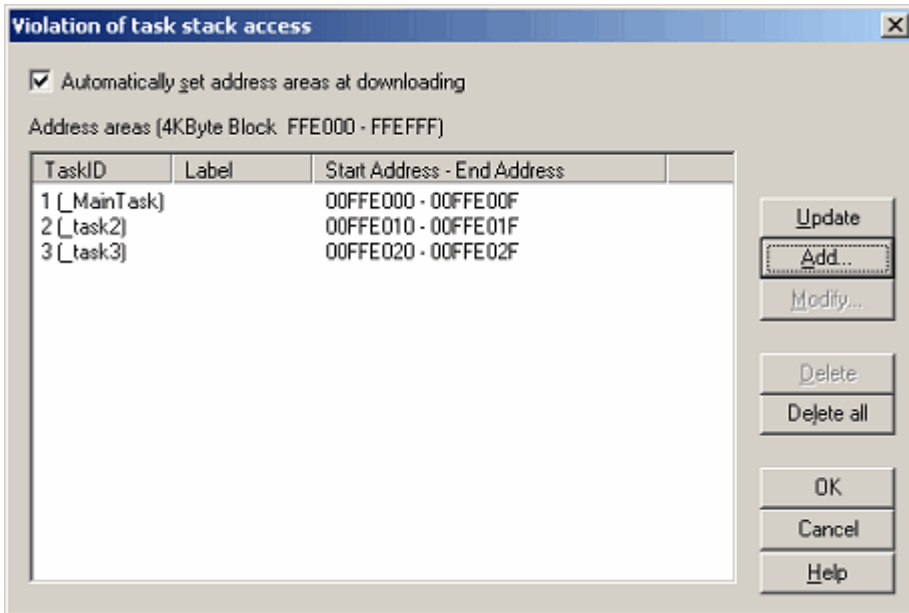 Violation of task stack access
Automatically set address areas at downloading
Address areas (4KByte Block  FFE000 - FFEFFF)
TaskID Label Start Address - End Address
1 (_MainTask) 00FFE000 - 00FFE00F
2 (_task2) 00FFE010 - 00FFE01F
3 (_task3) 00FFE020 - 00FFE02F
Update
Add...
Modify...
Delete
Delete all
OK
Cancel
Help